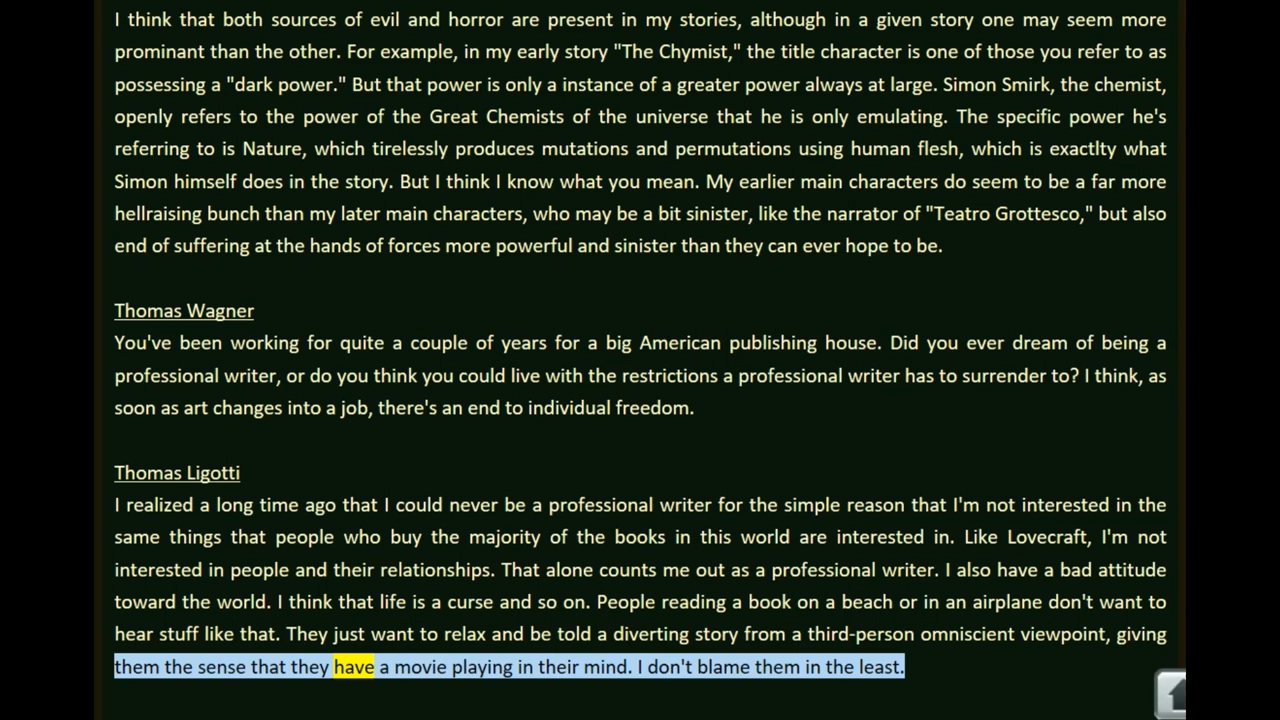 I think that both sources of evil and horror are present in my stories, although in a given story one may seem more
prominant than the other. For example, in my early story "The Chymist," the title character is one of those you refer to as
possessing a "dark power." But that power is only a instance of a greater power always at large. Simon Smirk, the chemist,
openly refers to the power of the Great Chemists of the universe that he is only emulating. The specific power he's
referring to is Nature, which tirelessly produces mutations and permutations using human flesh, which is exactlty what
Simon himself does in the story. But I think I know what you mean. My earlier main characters do seem to be a far more
hellraising bunch than my later main characters, who may be a bit sinister, like the narrator of "Teatro Grottesco," but also
end of suffering at the hands of forces more powerful and sinister than they can ever hope to be.
Thomas Wagner
You've been working for quite a couple of years for a big American publishing house. Did you ever dream of being a
professional writer, or do you think you could live with the restrictions a professional writer has to surrender to? I think, as
soon as art changes into a job, there's an end to individual freedom.
Thomas Ligotti
I realized a long time ago that I could never be a professional writer for the simple reason that I'm not interested in the
same things that people who buy the majority of the books in this world are interested in. Like Lovecraft, I'm not
interested in people and their relationships. That alone counts me out as a professional writer. I also have a bad attitude
toward the world. I think that life is a curse and so on. People reading a book on a beach or in an airplane don't want to
hear stuff like that. They just want to relax and be told a diverting story from a third-person omniscient viewpoint, giving
them the sense that they have a movie playing in their mind. I don't blame them in the least.